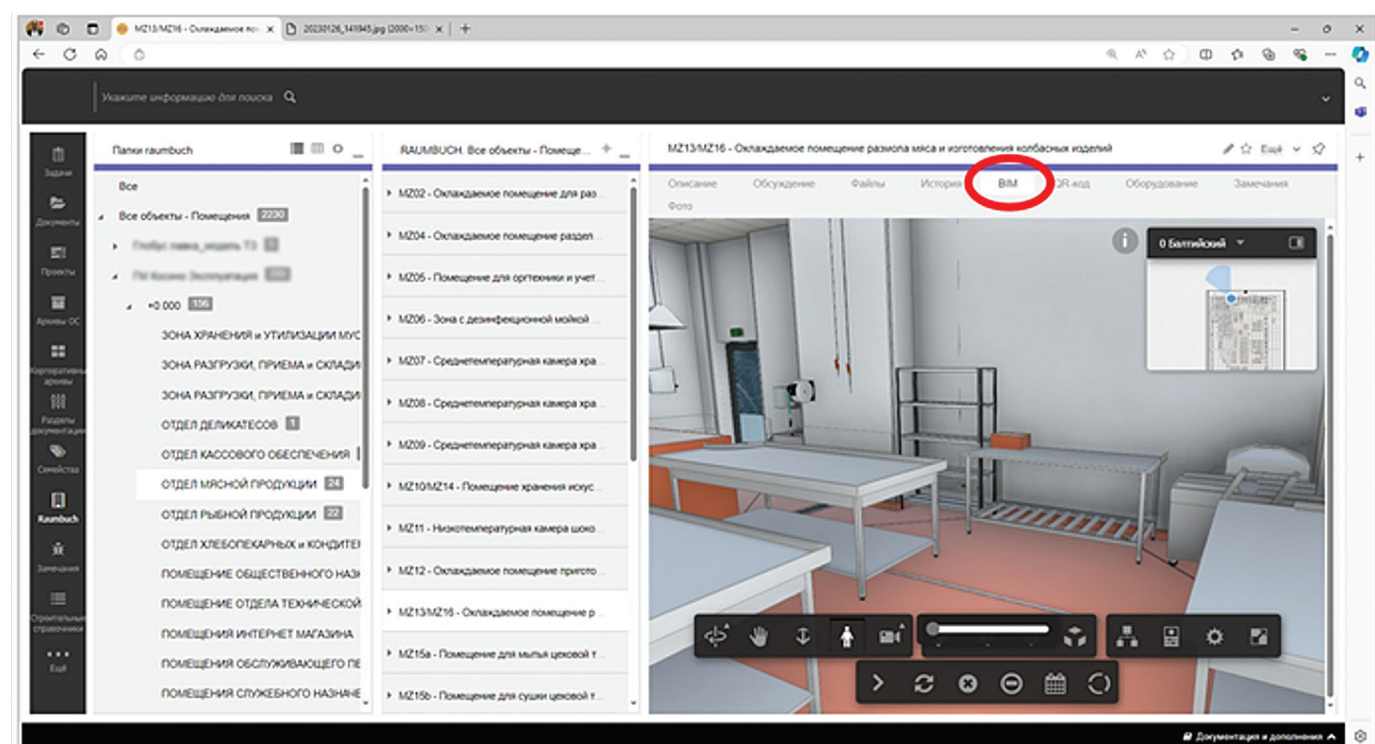 MZ13/MZ16 - Охлаждаемое по
20230126_141945.jpg (2000×150
Укажите информацию для поиска
Задачи
Документы
Проекты
Архивы ОС
Корпоративные
архивы
Разделы
документации
Семейства
Raumbuch
Замечания
Строительные
справочники
Ещё
Папки raumbuch
Все
Все объекты - Помещения 2230
+0.000 156
ЗОНА ХРАНЕНИЯ и УТИЛИЗАЦИИ МУС
ЗОНА РАЗГРУЗКИ, ПРИЕМА и СКЛАДИ
ЗОНА РАЗГРУЗКИ, ПРИЕМА и СКЛАДИ
ОТДЕЛ ДЕЛИКАТЕСОВ 1
ОТДЕЛ КАССОВОГО ОБЕСПЕЧЕНИЯ
ОТДЕЛ МЯСНОЙ ПРОДУКЦИИ 24
ОТДЕЛ РЫБНОЙ ПРОДУКЦИИ 22
ОТДЕЛ ХЛЕБОПЕКАРНЫХ и КОНДИТЕ
ПОМЕЩЕНИЕ ОБЩЕСТВЕННОГО НАЗН
ПОМЕЩЕНИЕ ОТДЕЛА ТЕХНИЧЕСКОЙ
ПОМЕЩЕНИЯ ИНТЕРНЕТ МАГАЗИНА
ПОМЕЩЕНИЯ ОБСЛУЖИВАЮЩЕГО ПЕ
ПОМЕЩЕНИЯ СЛУЖЕБНОГО НАЗНАЧЕ
RAUMBUCH. Все объекты - Помеще...
MZ02 - Охлаждаемое помещение для раз...
MZ04 - Охлаждаемое помещение раздел...
MZ05 - Помещение для оргтехники и учет...
MZ06 - Зона с дезинфекционной мойкой ...
MZ07 - Среднетемпературная камера хра...
MZ08 - Среднетемпературная камера хра...
MZ09 - Среднетемпературная камера хра...
MZ10/MZ14 - Помещение хранения искус...
MZ11 - Низкотемпературная камера шоко...
MZ12 - Охлаждаемое помещение пригото...
MZ13/MZ16 - Охлаждаемое помещение р...
MZ15a - Помещение для мытья цеховой т...
MZ15b - Помещение для сушки цеховой т...
MZ13/MZ16 - Охлаждаемое помещение размола мяса и изготовления колбасных изделий
Ещё
Описание Обсуждение Файлы История BIM QR-код Оборудование Замечания
Фото
0 Балтийский
Документация и дополнения